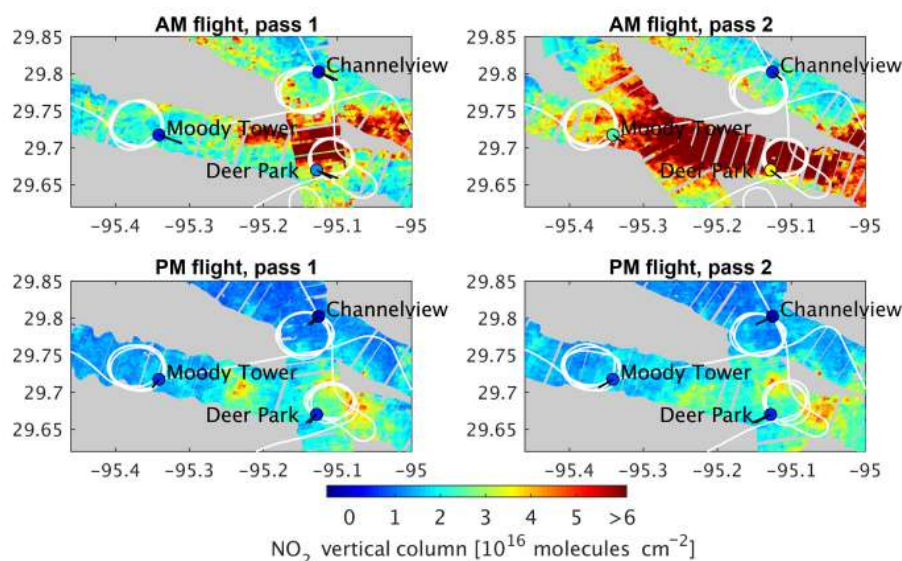 AM flight, pass 1
29.85
29.8
29.75
29.7
29.65
Channelview
Moody Tower
Deer Park
−95.4 −95.3 −95.2 −95.1 −95
AM flight, pass 2
29.85
29.8
29.75
29.7
29.65
Channelview
Moody Tower
Deer Park
−95.4 −95.3 −95.2 −95.1 −95
PM flight, pass 1
29.85
29.8
29.75
29.7
29.65
Channelview
Moody Tower
Deer Park
−95.4 −95.3 −95.2 −95.1 −95
PM flight, pass 2
29.85
29.8
29.75
29.7
29.65
Channelview
Moody Tower
Deer Park
−95.4 −95.3 −95.2 −95.1 −95
0 1 2 3 4 5 >6
NO₂ vertical column [10¹⁶ molecules cm⁻²]